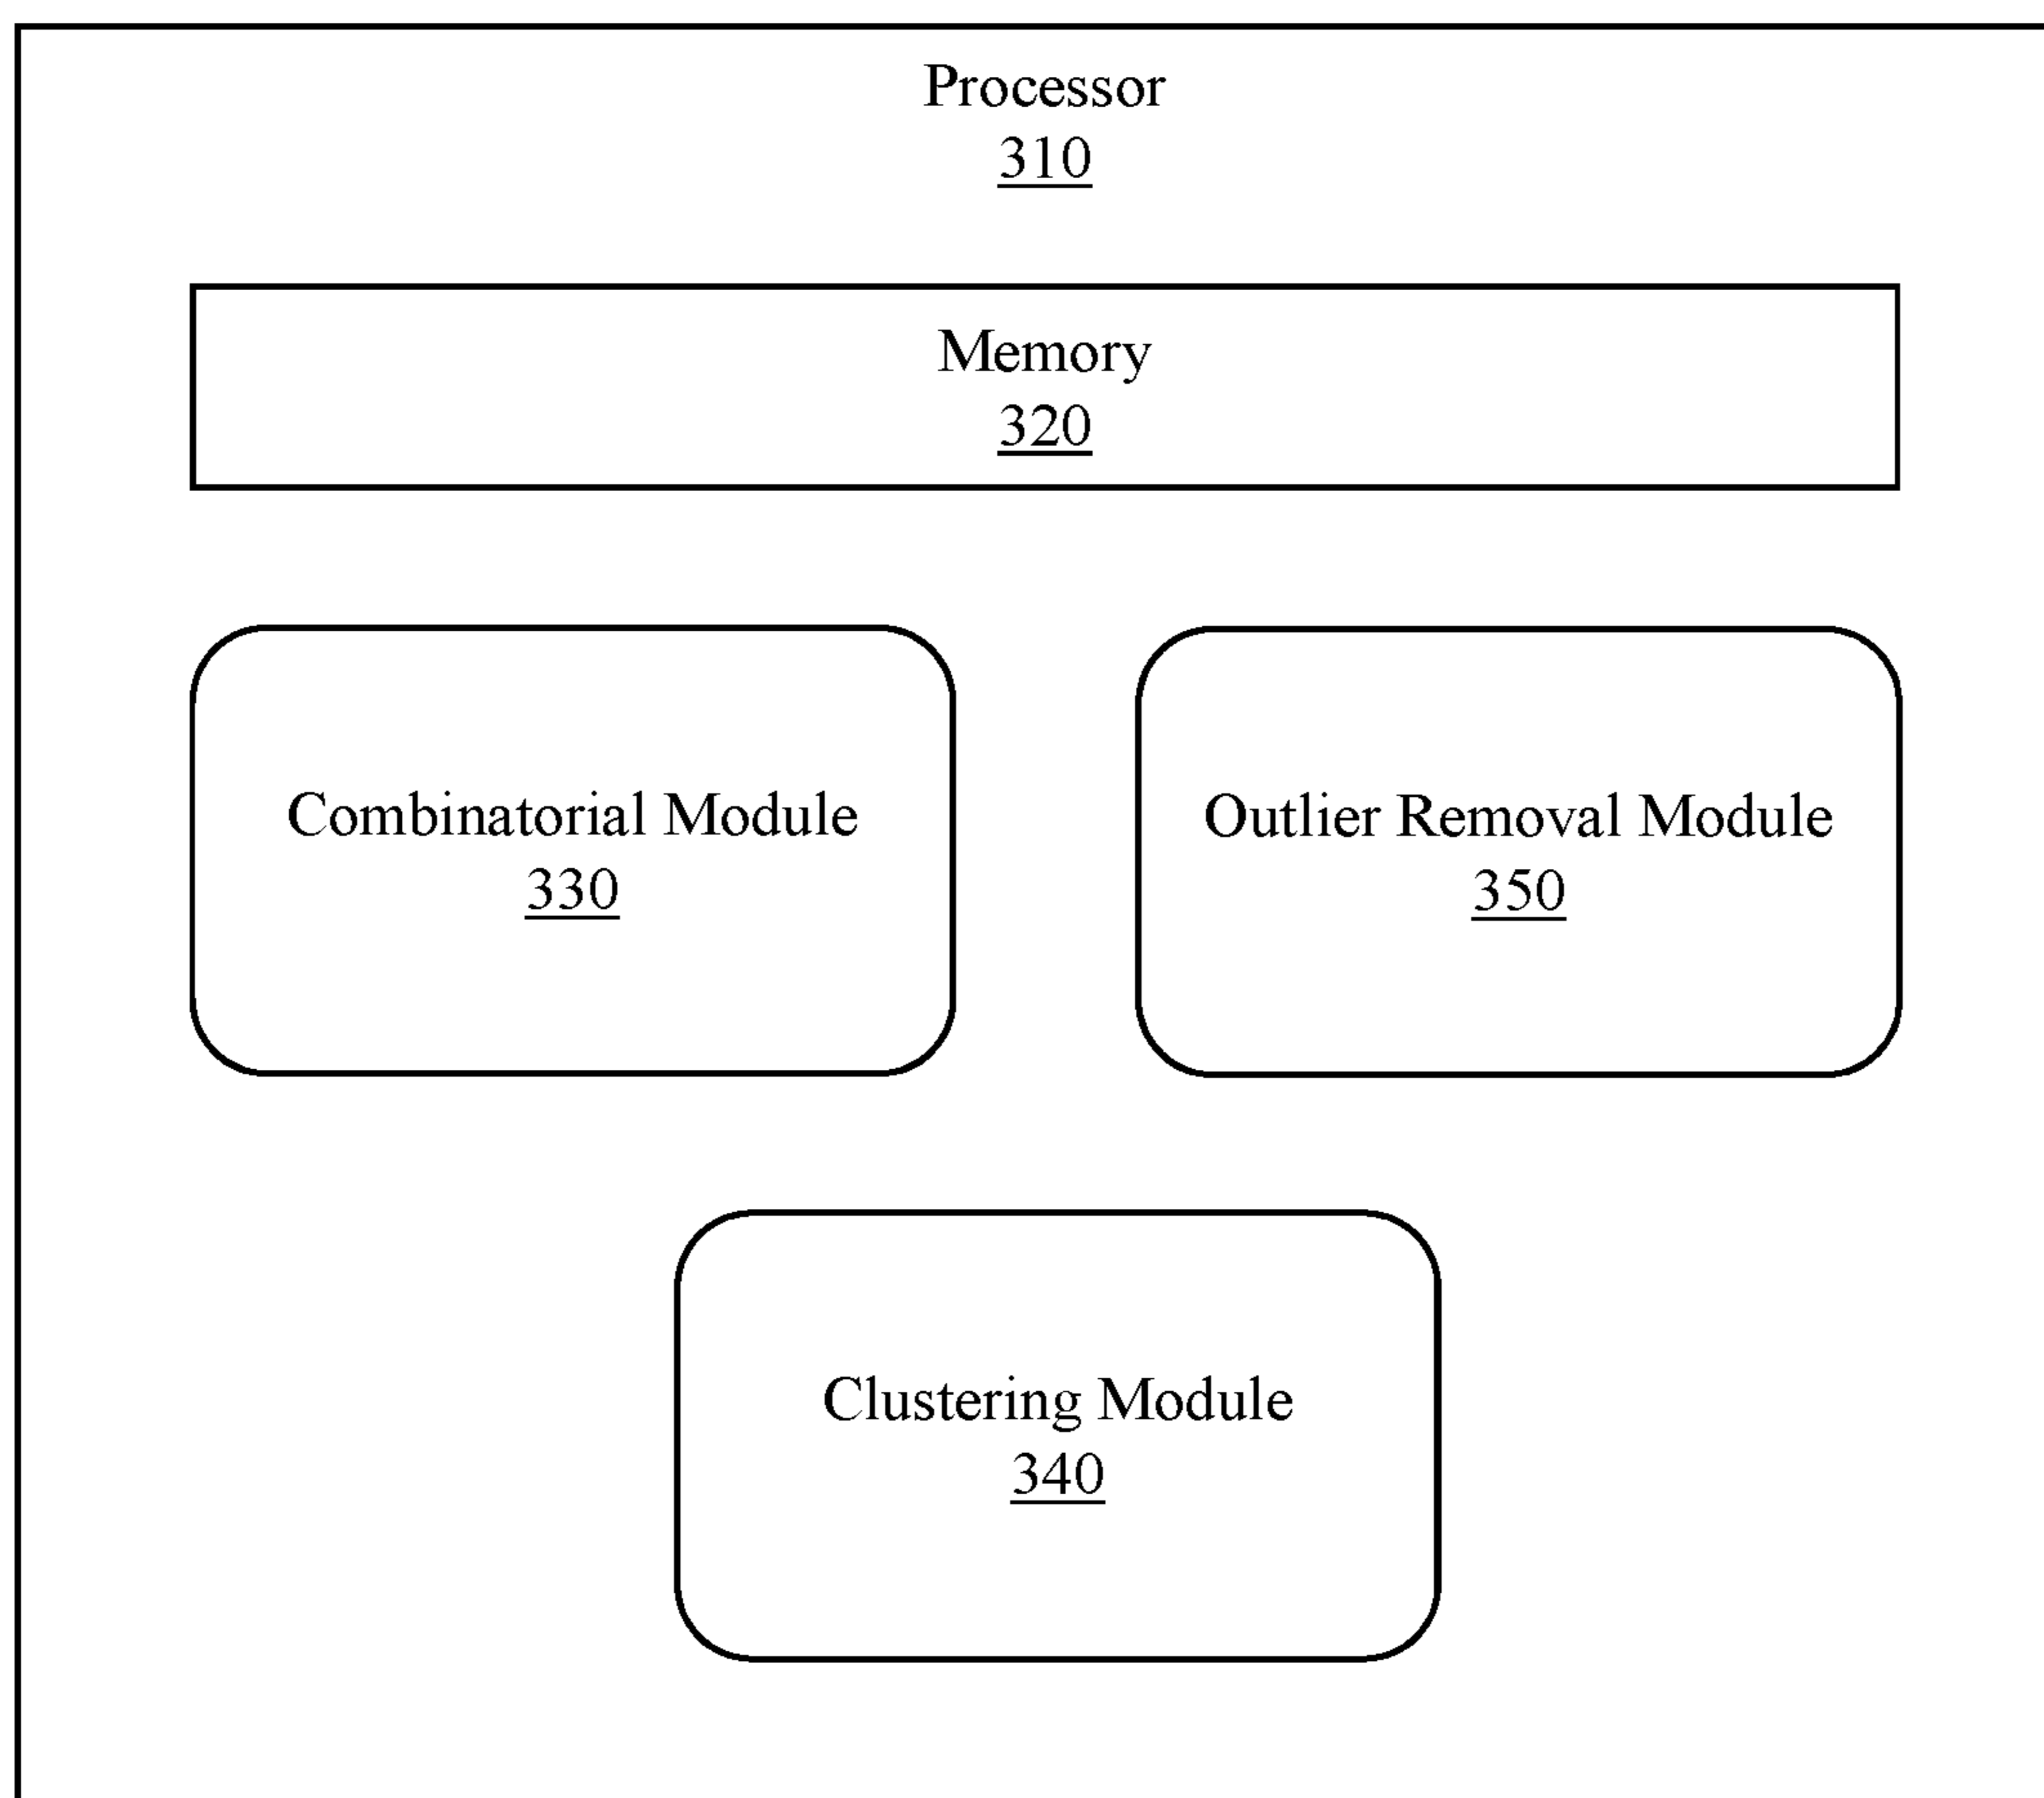 Processor
310
Memory
320
Combinatorial Module
330
Outlier Removal Module
350
Clustering Module
340